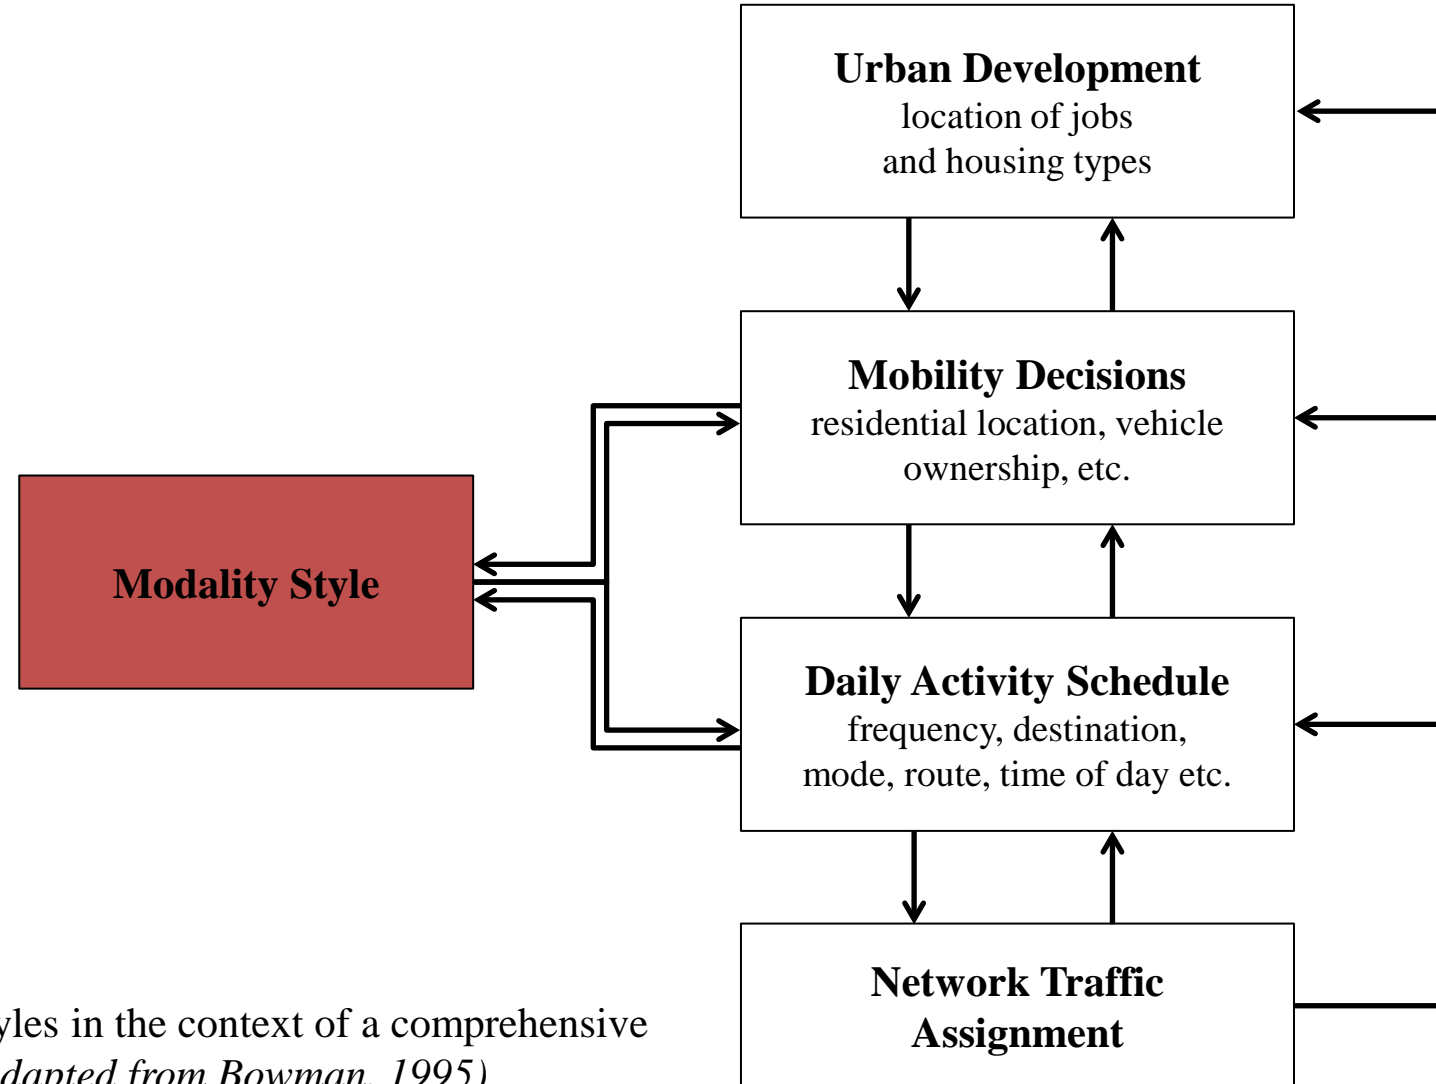 Urban Development
location of jobs
and housing types
Mobility Decisions
residential location, vehicle
ownership, etc.
Modality Style
Daily Activity Schedule
frequency, destination,
mode, route, time of day etc.
Network Traffic
Assignment
yles in the context of a comprehensive
dapted from Bowman, 1995)